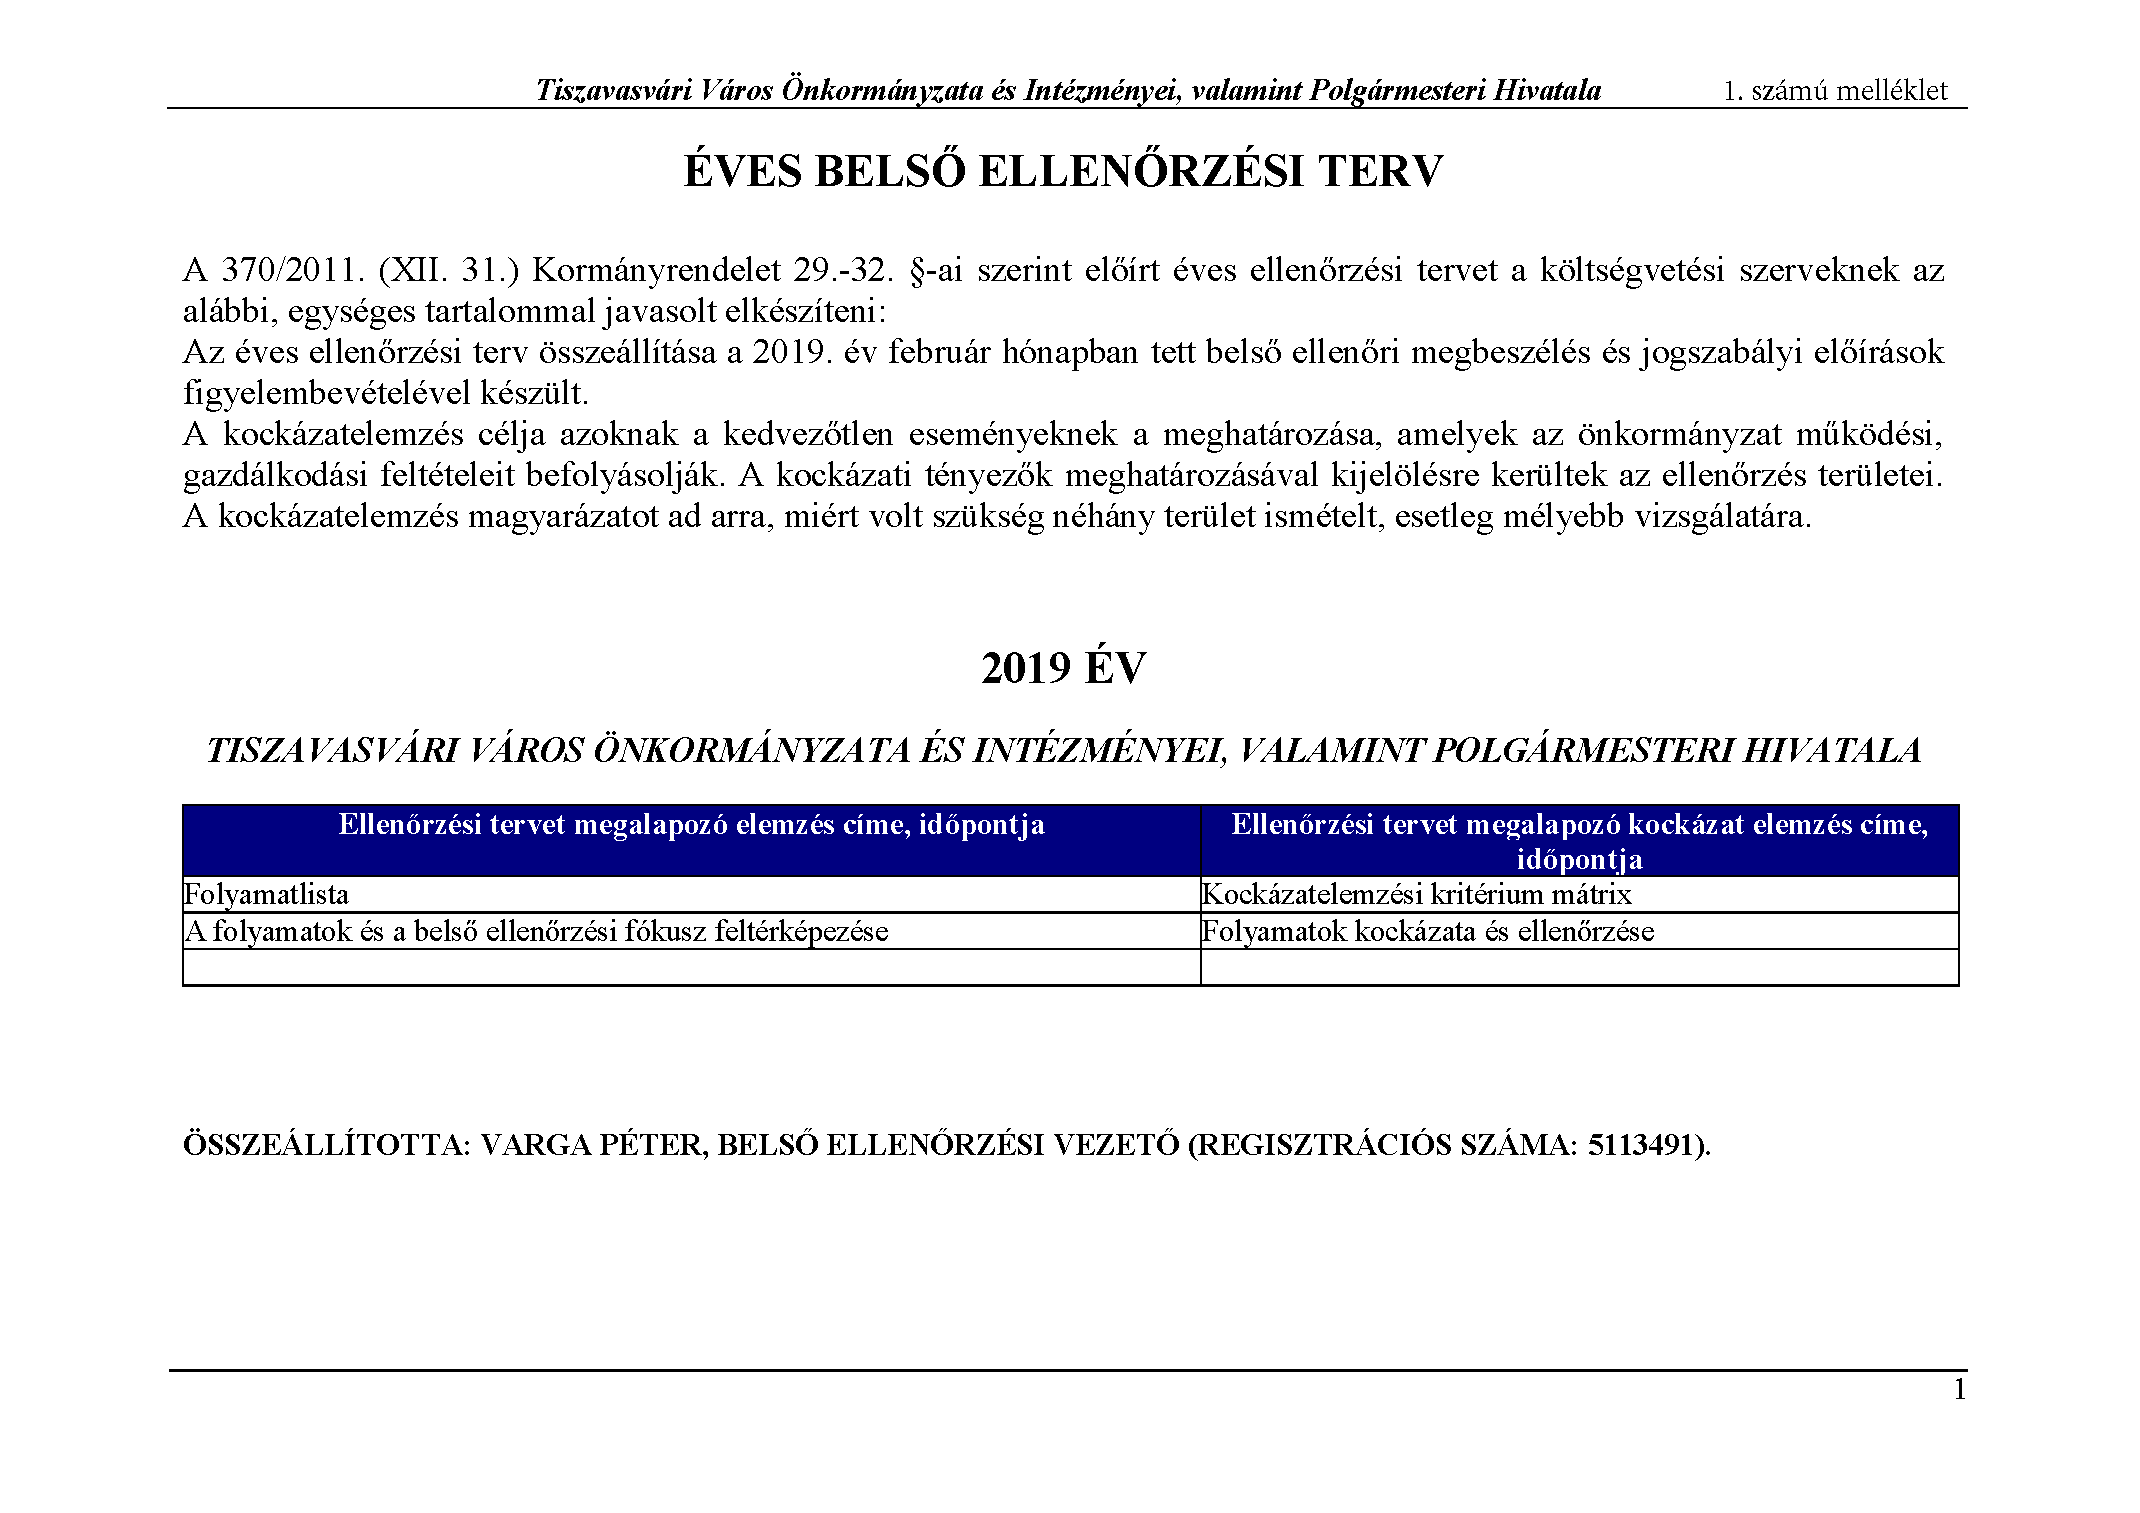 Tiszavasvári Város Önkormányzata és Intézményei, valamint Polgármesteri Hivatala 1. számú melléklet
ÉVES BELSŐ ELLENŐRZÉSI TERV
A 370/2011. (XII. 31.) Kormányrendelet 29.-32. §-ai szerint előírt éves ellenőrzési tervet a költségvetési szerveknek az
alábbi, egységes tartalommal javasolt elkészíteni:
Az éves ellenőrzési terv összeállítása a 2019. év február hónapban tett belső ellenőri megbeszélés és jogszabályi előírások
figyelembevételével készült.
A kockázatelemzés célja azoknak a kedvezőtlen eseményeknek a meghatározása, amelyek az önkormányzat működési,
gazdálkodási feltételeit befolyásolják. A kockázati tényezők meghatározásával kijelölésre kerültek az ellenőrzés területei.
A kockázatelemzés magyarázatot ad arra, miért volt szükség néhány terület ismételt, esetleg mélyebb vizsgálatára.
2019 ÉV
TISZAVASVÁRI VÁROS ÖNKORMÁNYZATA ÉS INTÉZMÉNYEI, VALAMINT POLGÁRMESTERI HIVATALA
Ellenőrzési tervet megalapozó elemzés címe, időpontja
Ellenőrzési tervet megalapozó kockázat elemzés címe,
időpontja
Folyamatlista
Kockázatelemzési kritérium mátrix
A folyamatok és a belső ellenőrzési fókusz feltérképezése
Folyamatok kockázata és ellenőrzése
ÖSSZEÁLLÍTOTTA: VARGA PÉTER, BELSŐ ELLENŐRZÉSI VEZETŐ (REGISZTRÁCIÓS SZÁMA: 5113491).
1